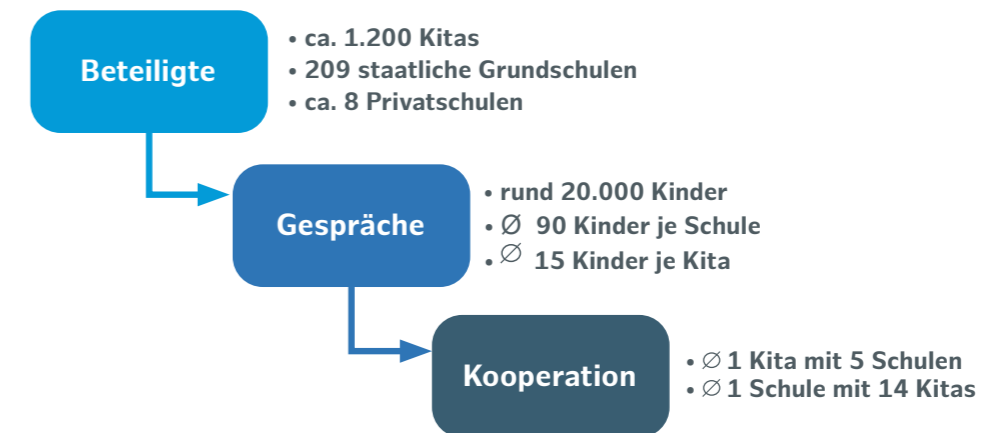 Beteiligte
• ca. 1.200 Kitas
• 209 staatliche Grundschulen
• ca. 8 Privatschulen
Gespräche
• rund 20.000 Kinder
• Ø 90 Kinder je Schule
• ∅ 15 Kinder je Kita
Kooperation
• ∅ 1 Kita mit 5 Schulen
• ∅ 1 Schule mit 14 Kitas